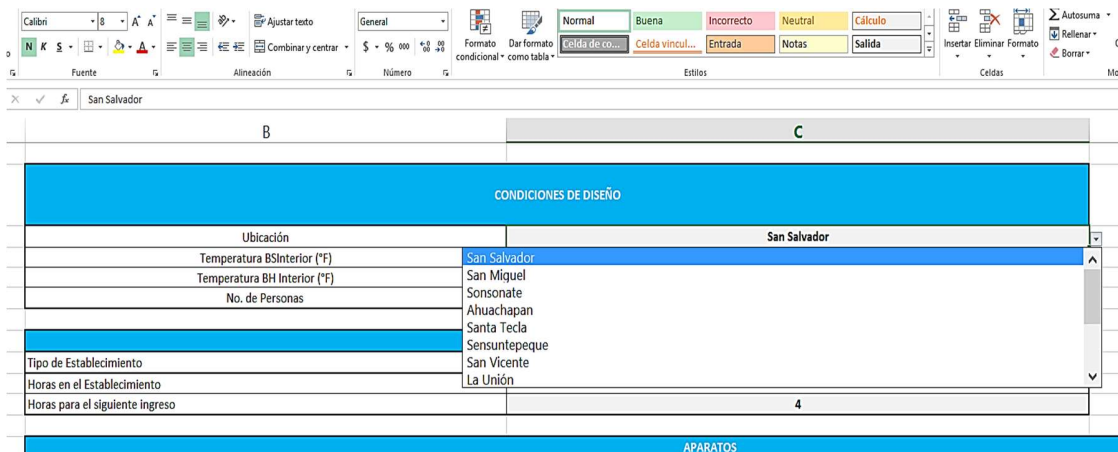 Calibri 8 A A Ajustar texto General Normal Buena Incorrecto Neutral Cálculo Autosuma
N K S A Combinar y centrar $ % 000 Formato condicional Dar formato como tabla Celda de co... Celda vincul... Entrada Notas Salida Insertar Eliminar Formato Rellenar
Borrar
Fuente Alineación Número Estilos Celdas Mo
fx San Salvador
B C
CONDICIONES DE DISEÑO
Ubicación San Salvador
Temperatura BSInterior (°F) San Salvador
Temperatura BH Interior (°F) San Miguel
No. de Personas Sonsonate
Ahuachapan
Santa Tecla
Sensuntepeque
Tipo de Establecimiento San Vicente
Horas en el Establecimiento La Unión
Horas para el siguiente ingreso 4
APARATOS